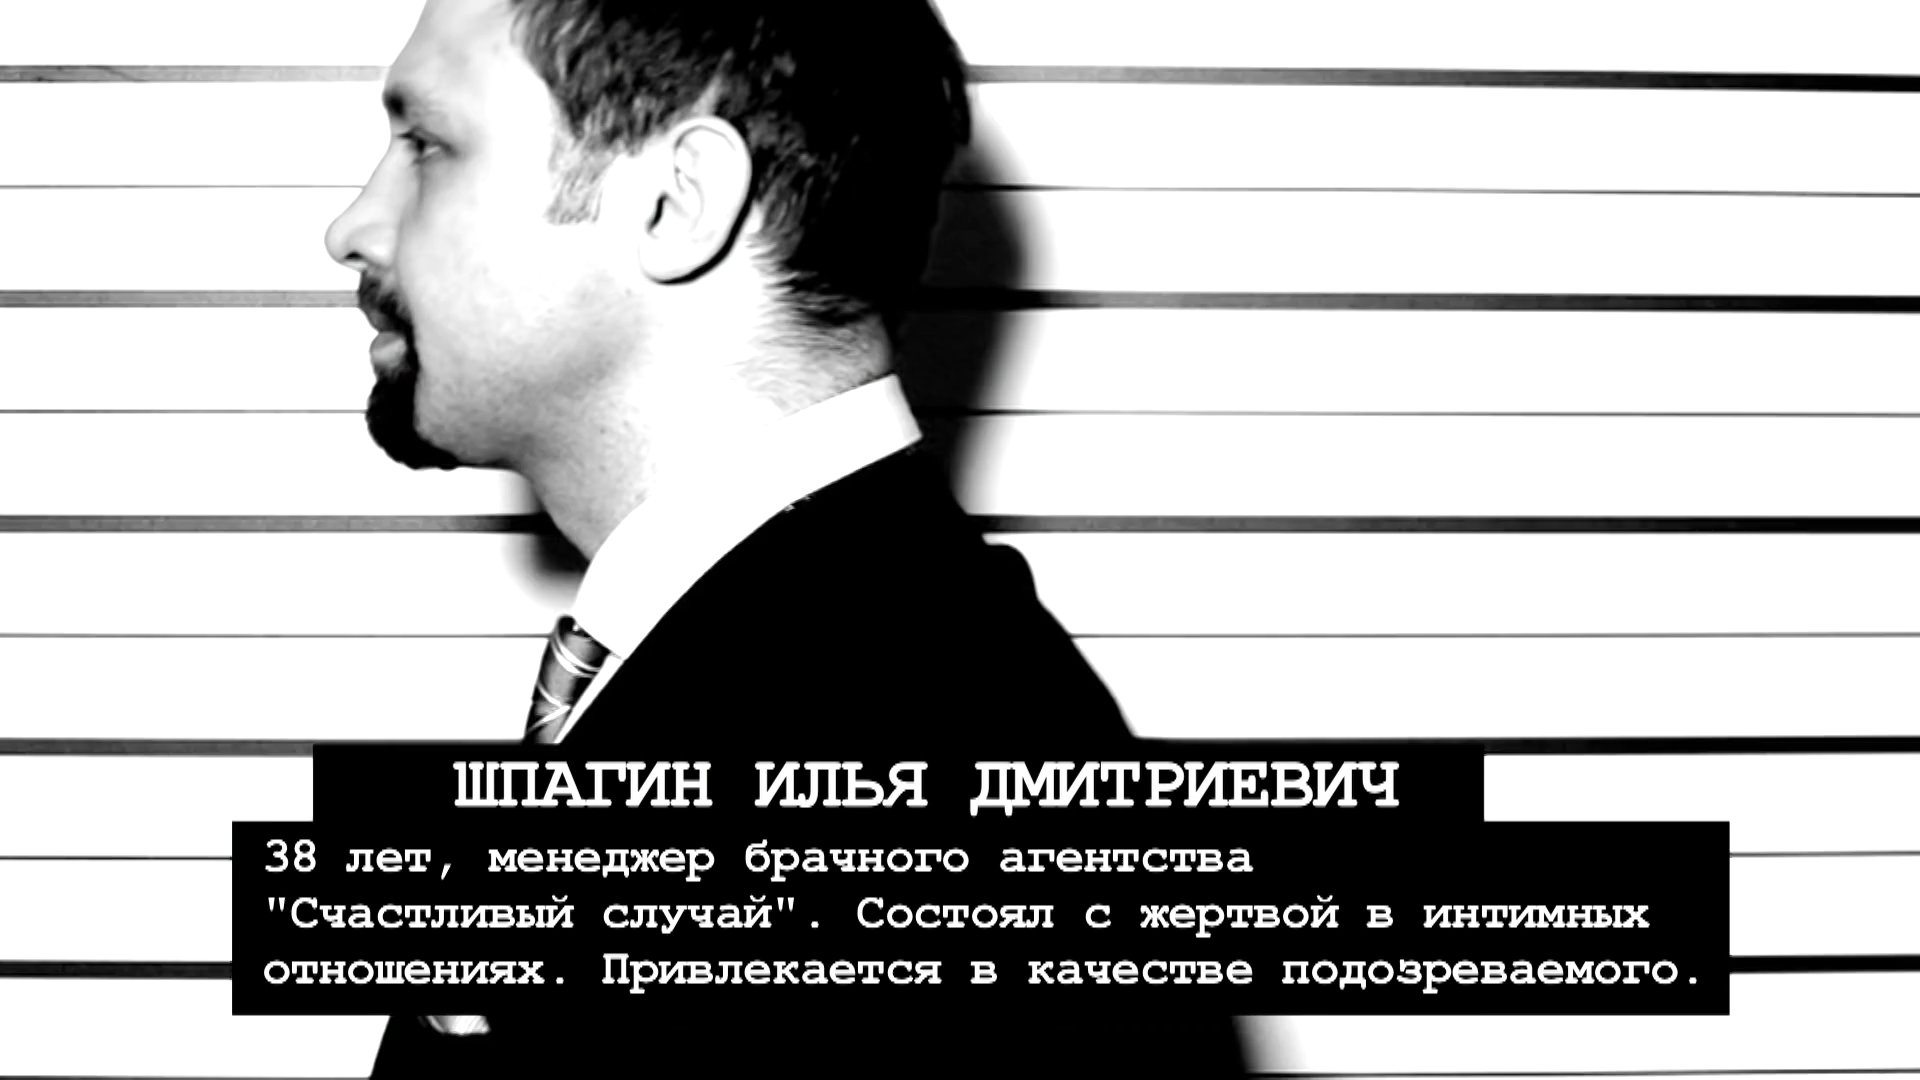 ШПАГИН ИЛЬЯ ДМИТРИЕВИЧ
38 лет, менеджер брачного агентства
"Счастливый случай". Состоял с жертвой в интимных
отношениях. Привлекается в качестве подозреваемого.